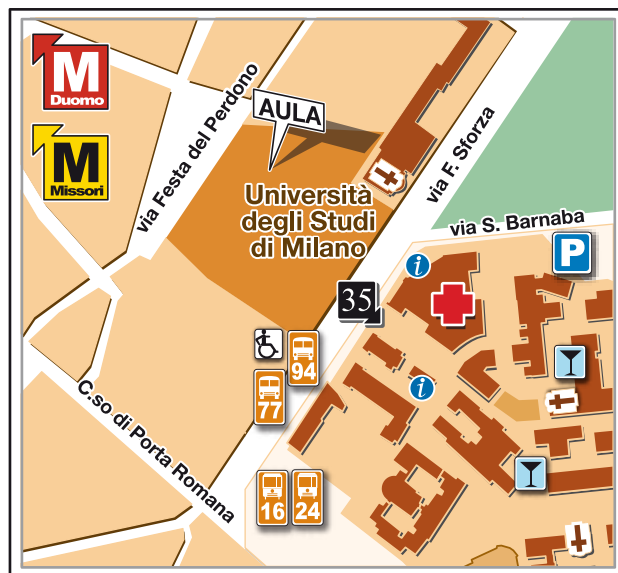 M
Duomo
M
Missori
via Festa del Perdono
AULA
Università
degli Studi
di Milano
via F. Sforza
via S. Barnaba
P
i
35
94
77
i
C.so di Porta Romana
16
24